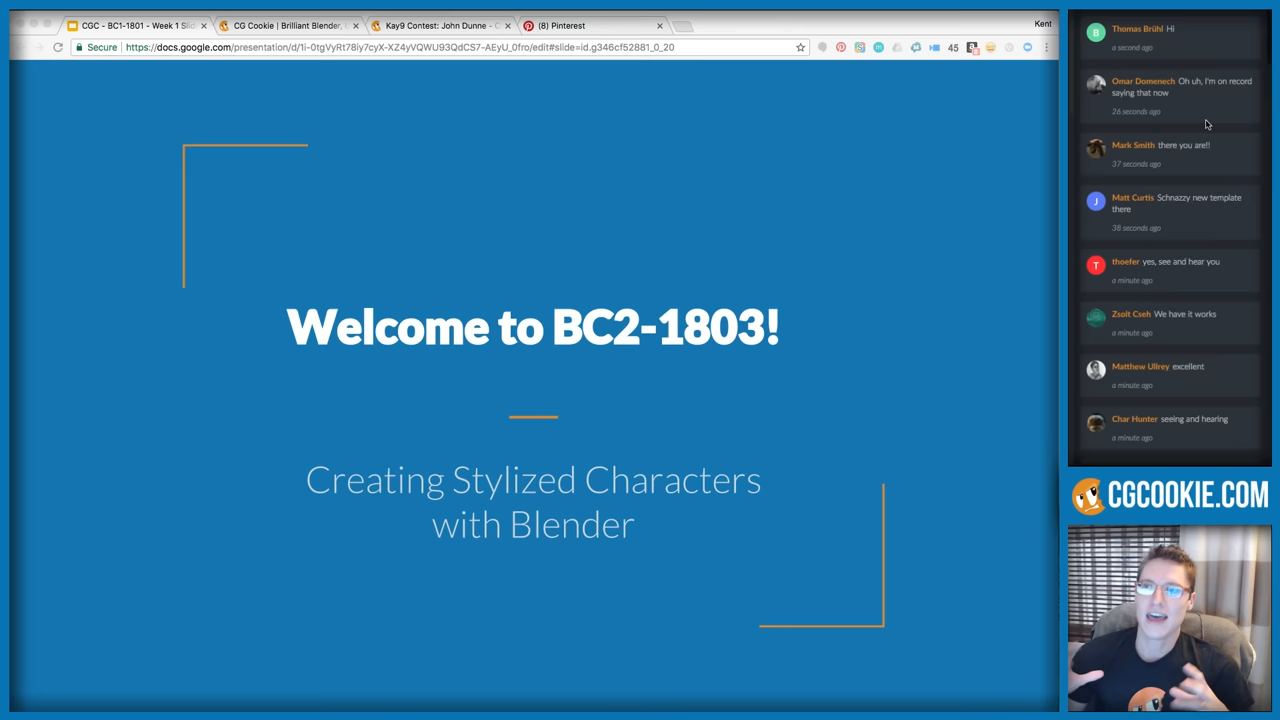 CGC - BC1-1801 - Week 1 Slid
CG Cookie | Brilliant Blender,
Kay9 Contest: John Dunne - C
(8) Pinterest
Kent
Secure
https://docs.google.com/presentation/d/1i-0tgVyRt78iy7cyX-XZ4yVQWU93QdCS7-AEyU_0fro/edit#slide=id.g346cf52881_0_20
45
Welcome to BC2-1803!
Creating Stylized Characters
with Blender
B
Thomas Brühl Hi
a second ago
Omar Domenech Oh uh, I'm on record
saying that now
26 seconds ago
Mark Smith there you are!!
37 seconds ago
J
Matt Curtis Schnazzy new template
there
38 seconds ago
T
thoefer yes, see and hear you
a minute ago
Zsolt Cseh We have it works
a minute ago
Matthew Ullrey excellent
a minute ago
Char Hunter seeing and hearing
a minute ago
CGCOOKIE.COM